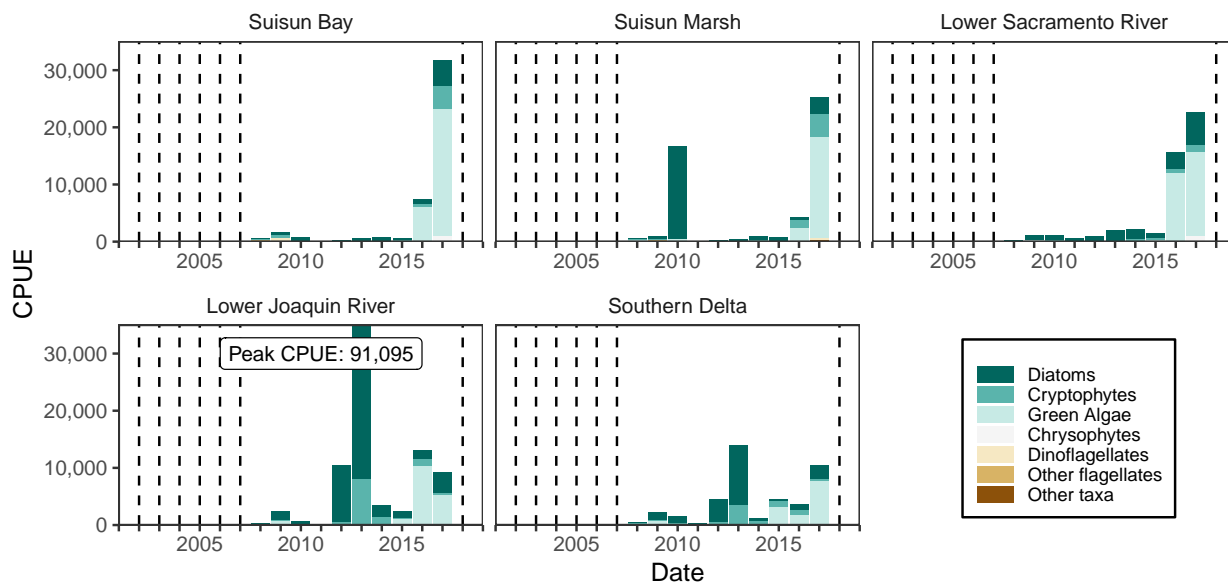 Suisun Bay
Suisun Marsh
Lower Sacramento River
30,000
20,000
10,000
0
2005 2010 2015
2005 2010 2015
2005 2010 2015
CPUE
Lower Joaquin River
Southern Delta
30,000
20,000
10,000
0
Peak CPUE: 91,095
2005 2010 2015
2005 2010 2015
Date
Diatoms
Cryptophytes
Green Algae
Chrysophytes
Dinoflagellates
Other flagellates
Other taxa